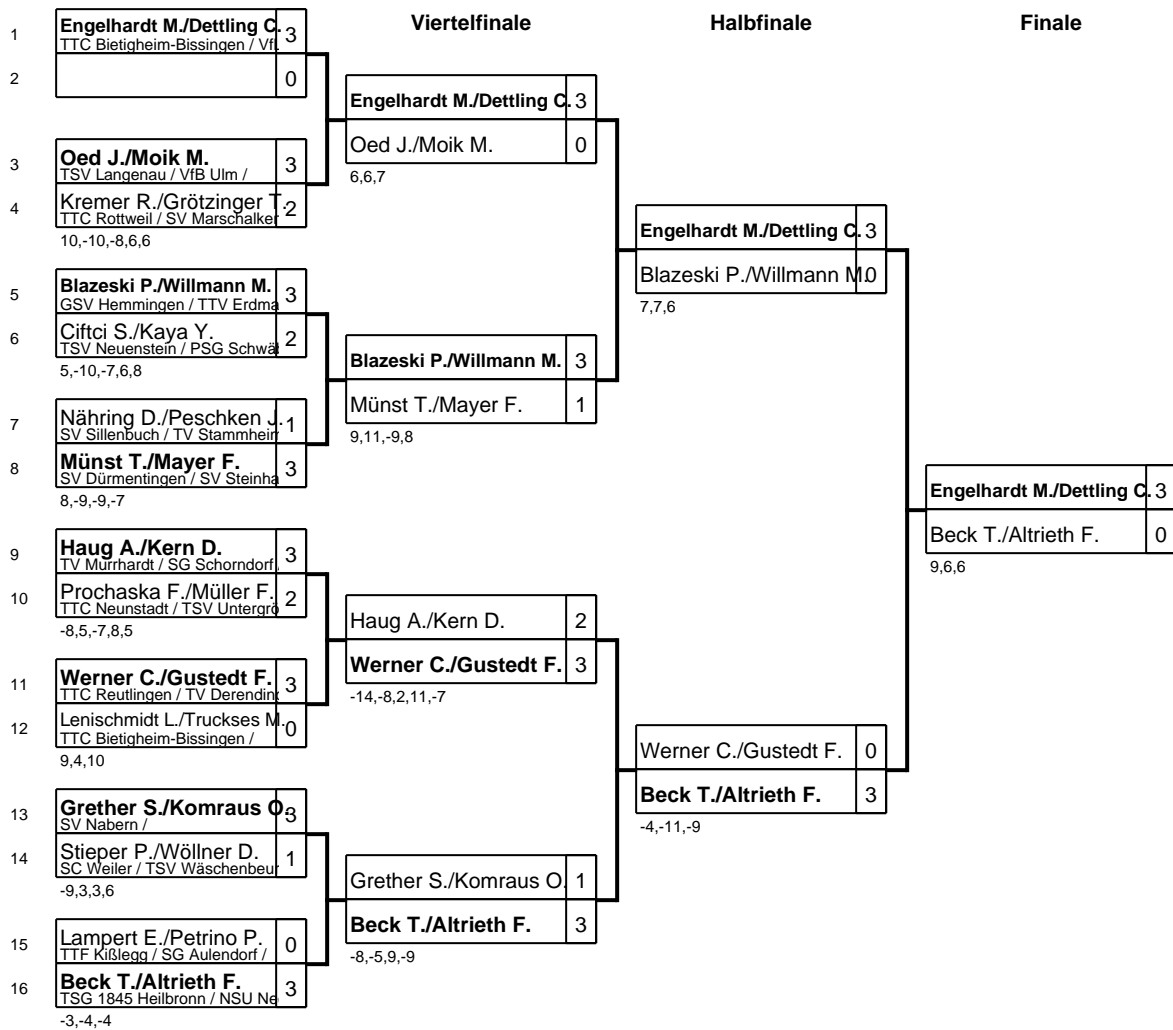 Viertelfinale
Halbfinale
Finale
1
Engelhardt M./Dettling C. 3
TTC Bietigheim-Bissingen / Vfl
2
0
3
Oed J./Moik M. 3
TSV Langenau / VfB Ulm /
4
Kremer R./Grötzinger T. 2
TTC Rottweil / SV Marschalker
10,-10,-8,6,6
5
Blazeski P./Willmann M. 3
GSV Hemmingen / TTV Erdma
6
Ciftci S./Kaya Y. 2
TSV Neuenstein / PSG Schwäl
5,-10,-7,6,8
7
Nähring D./Peschken J. 1
SV Sillenbuch / TV Stammheim
8
Münst T./Mayer F. 3
SV Dürmentingen / SV Steinha
8,-9,-9,-7
9
Haug A./Kern D. 3
TV Murrhardt / SG Schorndorf
10
Prochaska F./Müller F. 2
TTC Neunstadt / TSV Untergrö
-8,5,-7,8,5
11
Werner C./Gustedt F. 3
TTC Reutlingen / TV Derending
12
Lenischmidt L./Truckses M. 0
TTC Bietigheim-Bissingen /
9,4,10
13
Grether S./Komraus O. 3
SV Nabern /
14
Stieper P./Wöllner D. 1
SC Weiler / TSV Wäschenbeur
-9,3,3,6
15
Lampert E./Petrino P. 0
TTF Kißlegg / SG Aulendorf /
16
Beck T./Altrieth F. 3
TSG 1845 Heilbronn / NSU Ne
-3,-4,-4
Engelhardt M./Dettling C. 3
Oed J./Moik M. 0
6,6,7
Blazeski P./Willmann M. 3
Münst T./Mayer F. 1
9,11,-9,8
Haug A./Kern D. 2
Werner C./Gustedt F. 3
-14,-8,2,11,-7
Grether S./Komraus O. 1
Beck T./Altrieth F. 3
-8,-5,9,-9
Engelhardt M./Dettling C. 3
Blazeski P./Willmann M. 0
7,7,6
Werner C./Gustedt F. 0
Beck T./Altrieth F. 3
-4,-11,-9
Engelhardt M./Dettling C. 3
Beck T./Altrieth F. 0
9,6,6